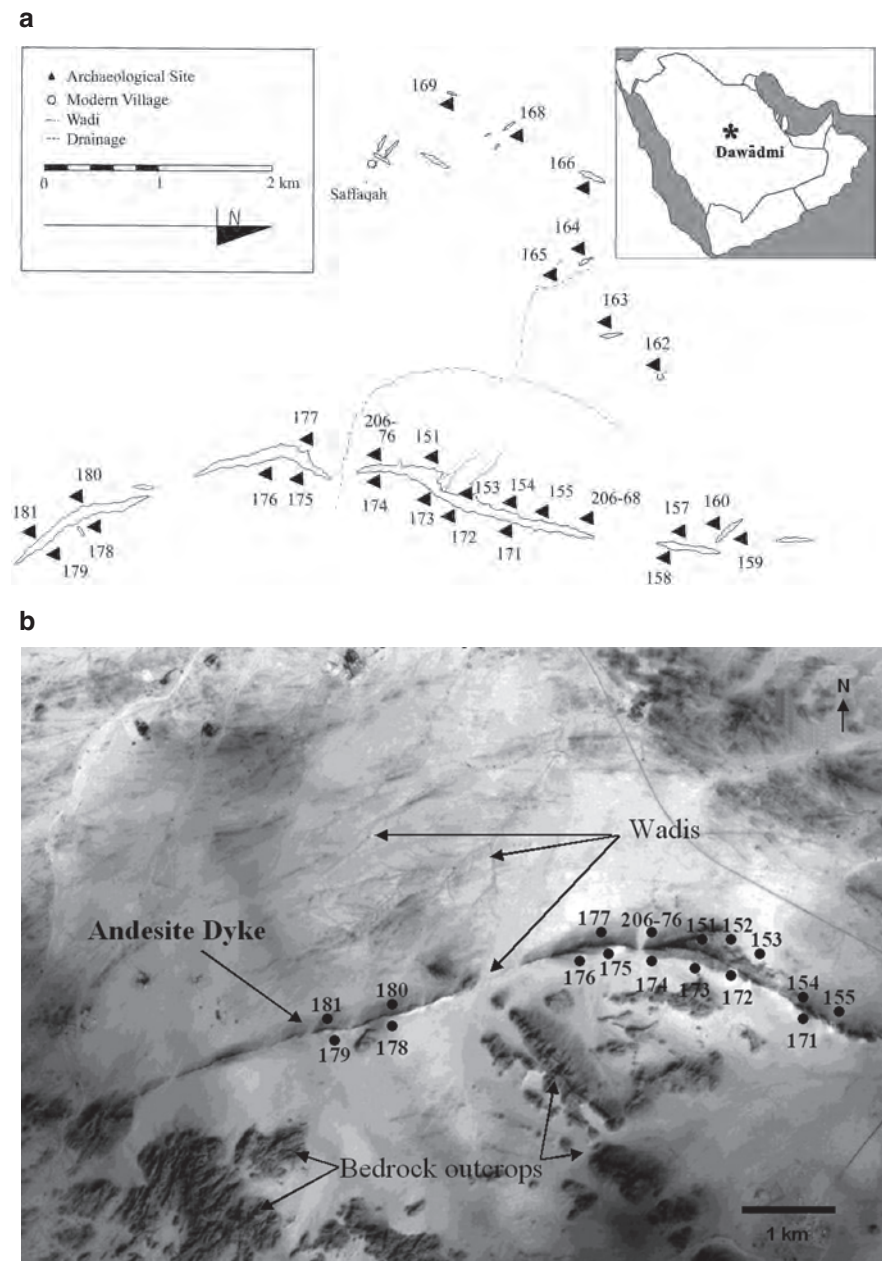 a
Archaeological Site
Modern Village
Wadi
Drainage
0 1 2 km
N
Dawādmi
169
168
Saffaqah
166
164
165
163
162
177
206-
76
151
180
176 175
174
153 154 155 206-68
157 160
181
173
172
171
178
179
158
159
b
N
Wadis
Andesite Dyke
177 206-76 151 152
153
176 175 174 173 172
154
155
171
181 180
179 178
Bedrock outcrops
1 km